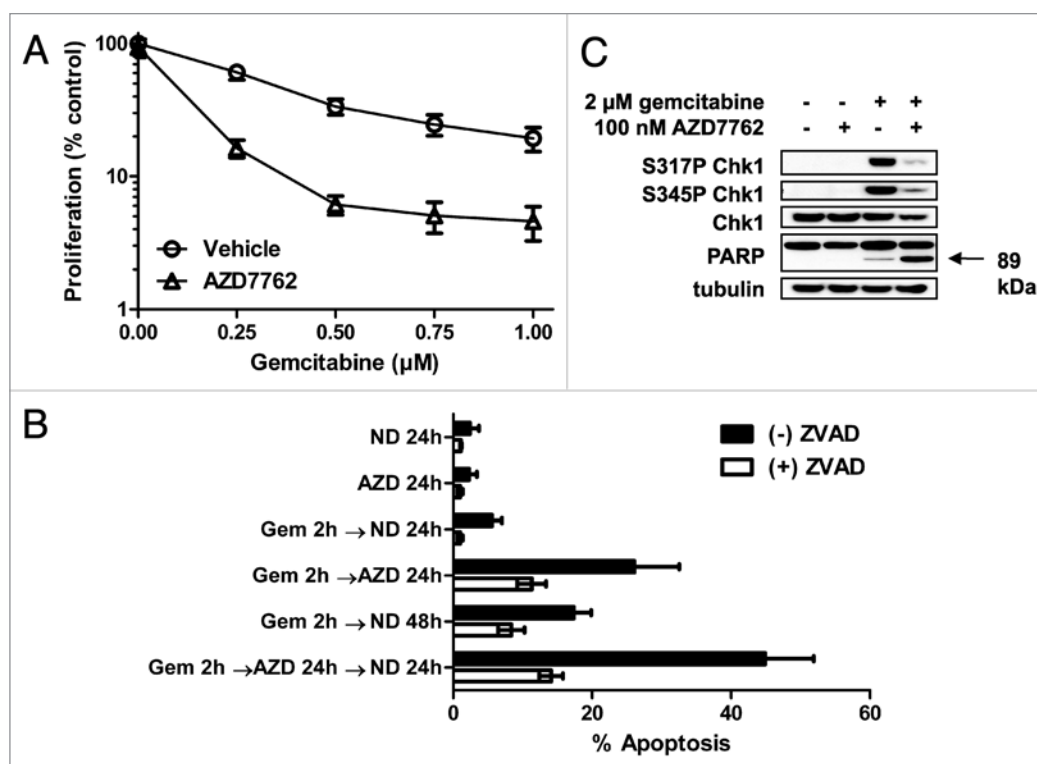 A
Proliferation (% control)
100
10
1
Vehicle
AZD7762
0.00 0.25 0.50 0.75 1.00
Gemcitabine (µM)
C
2 µM gemcitabine - - + +
100 nM AZD7762 - + - +
S317P Chk1
S345P Chk1
Chk1
PARP
89
kDa
tubulin
B
ND 24h
AZD 24h
Gem 2h →ND 24h
Gem 2h →AZD 24h
Gem 2h →ND 48h
Gem 2h →AZD 24h →ND 24h
(-) ZVAD
(+) ZVAD
0 20 40 60
% Apoptosis